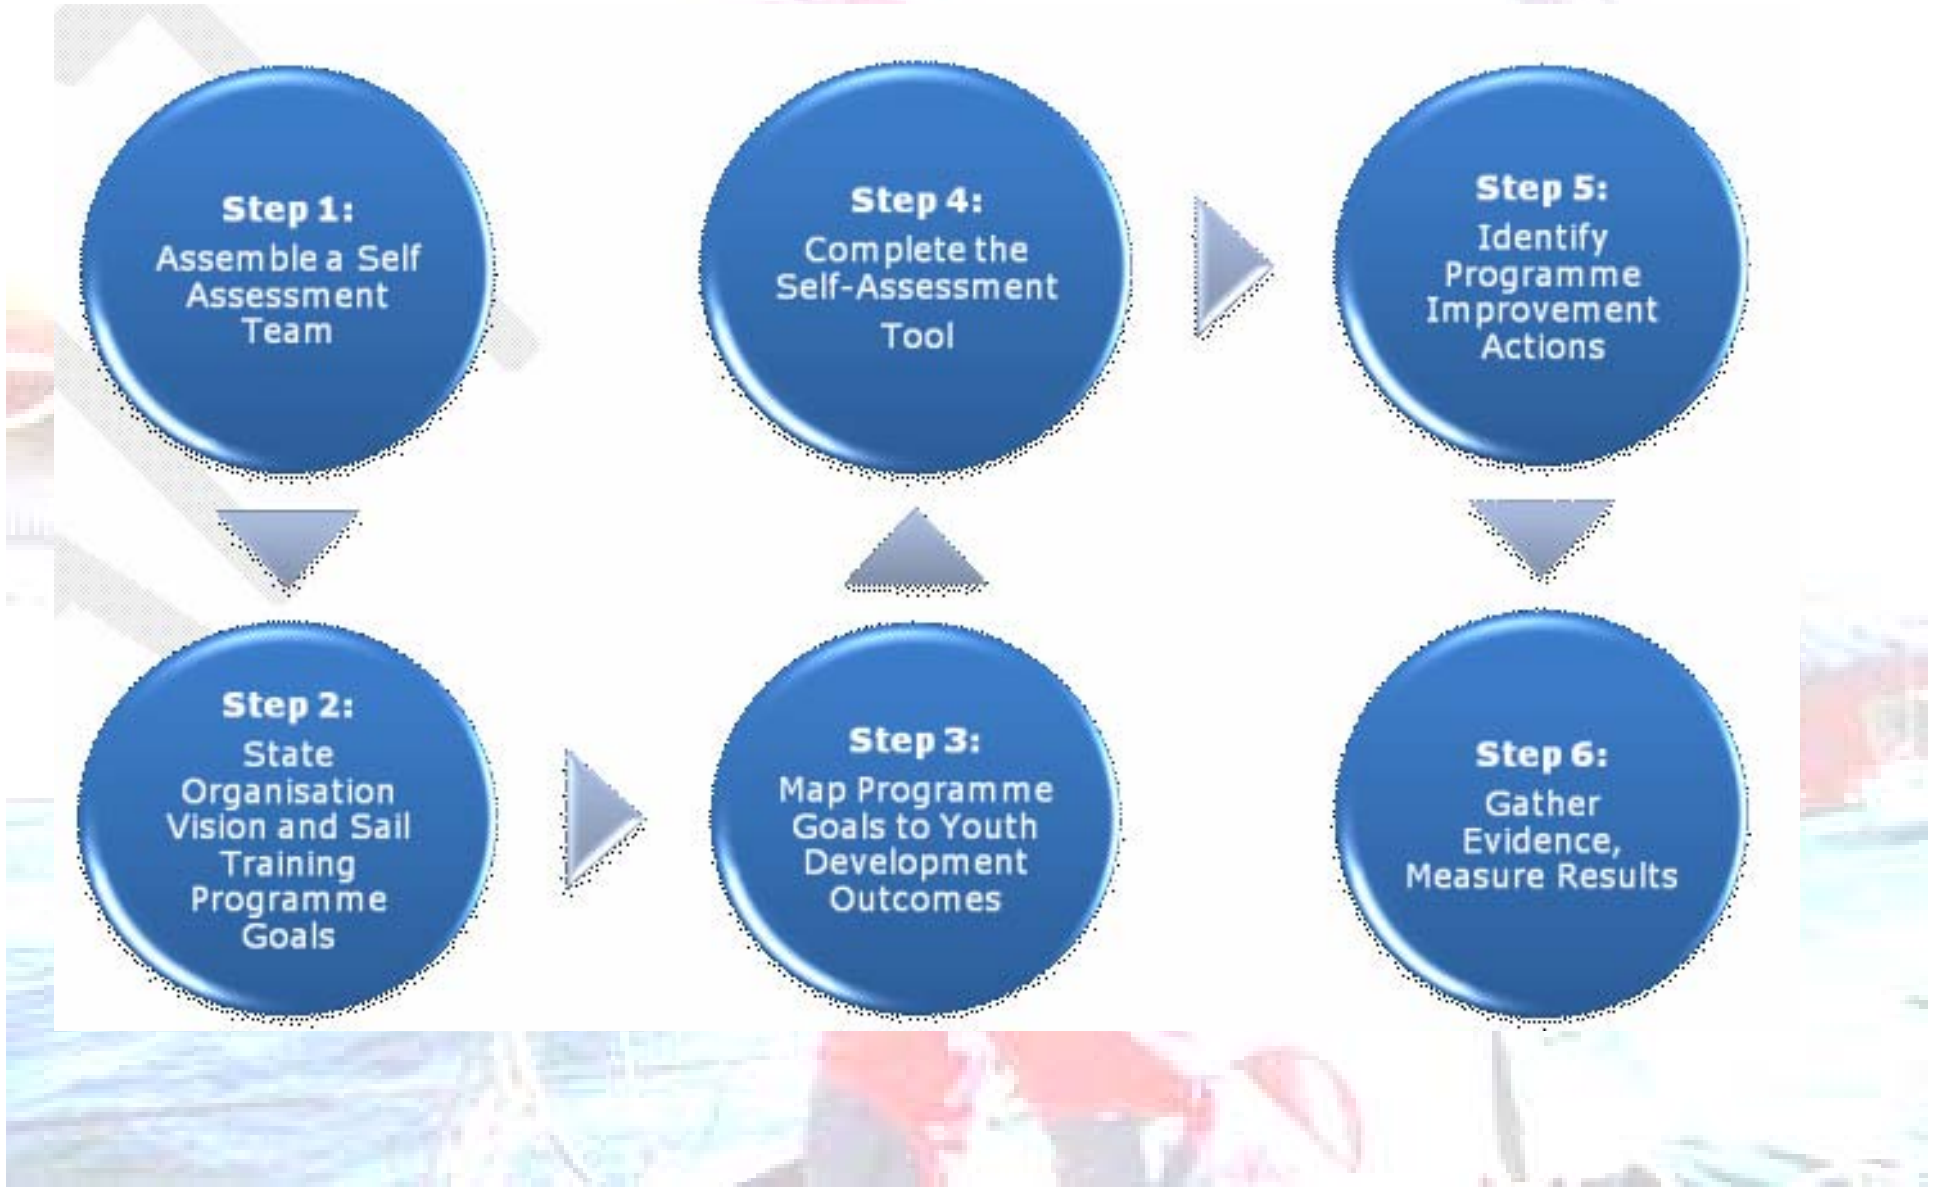 Step 1:
Assemble a Self
Assessment
Team
Step 2:
State
Organisation
Vision and Sail
Training
Programme
Goals
Step 3:
Map Programme
Goals to Youth
Development
Outcomes
Step 4:
Complete the
Self-Assessment
Tool
Step 5:
Identify
Programme
Improvement
Actions
Step 6:
Gather
Evidence,
Measure Results